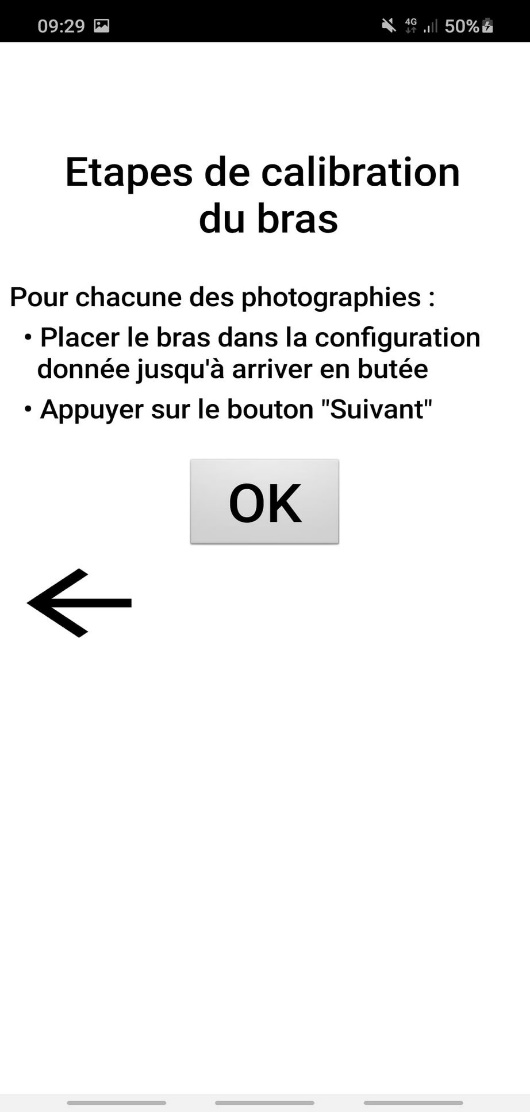 09:29
4G
50%
Etapes de calibration
du bras
Pour chacune des photographies :
• Placer le bras dans la configuration
donnée jusqu'à arriver en butée
• Appuyer sur le bouton "Suivant"
OK